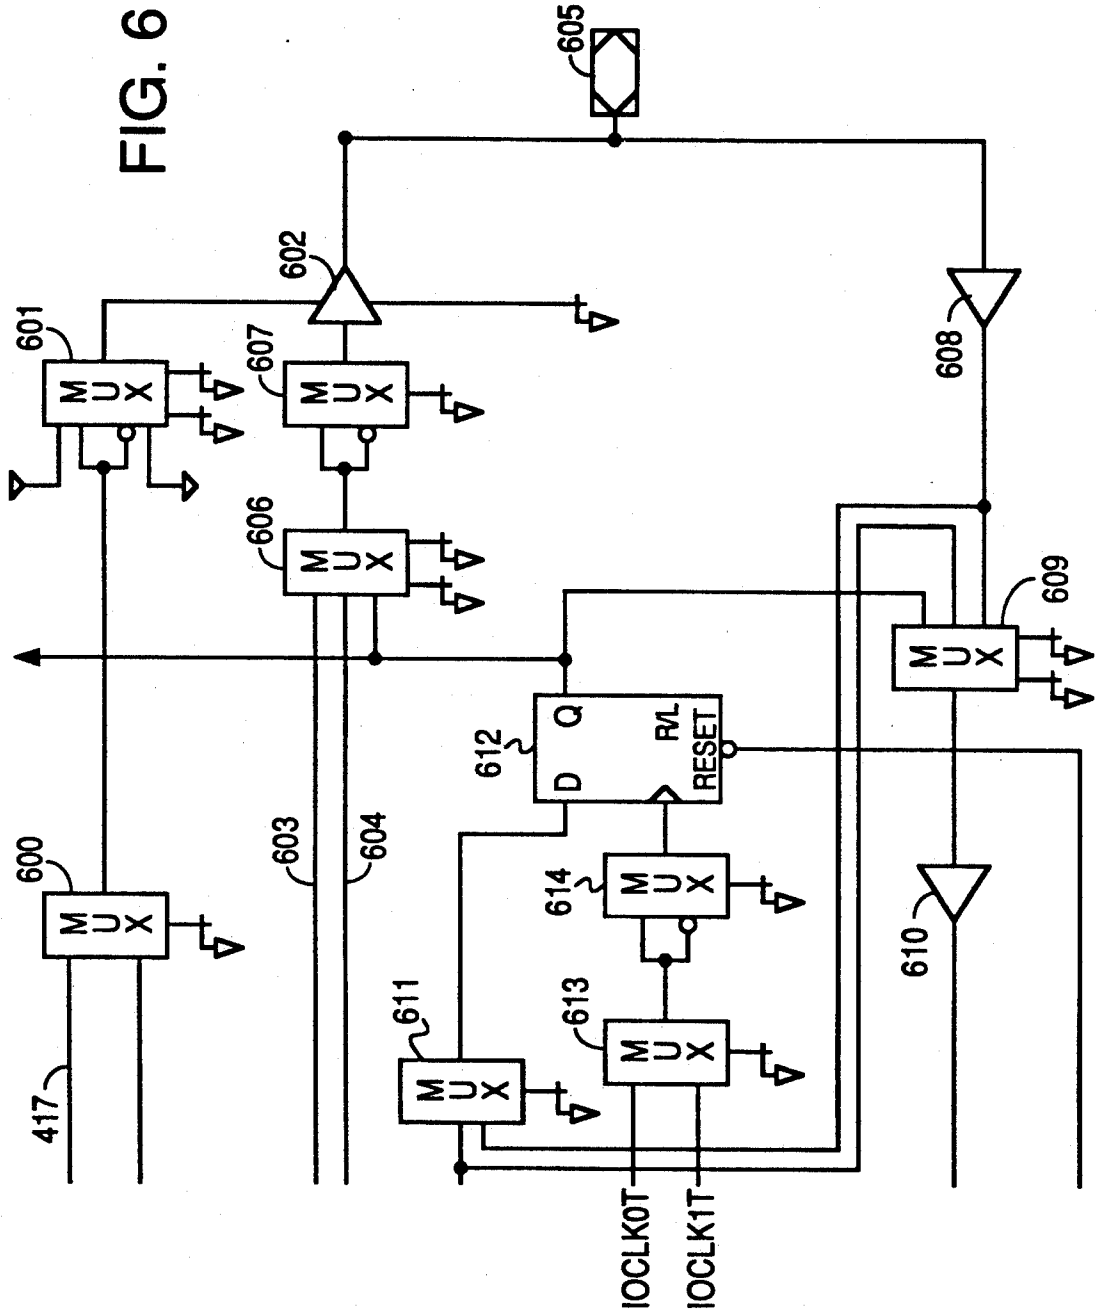 FIG. 6
605
601
602
607
608
606
609
600
603
604
612
614
611
613
610
417
MUX
MUX
MUX
MUX
MUX
MUX
MUX
MUX
D
Q
R/L
RESET
IOCLK0T
IOCLK1T